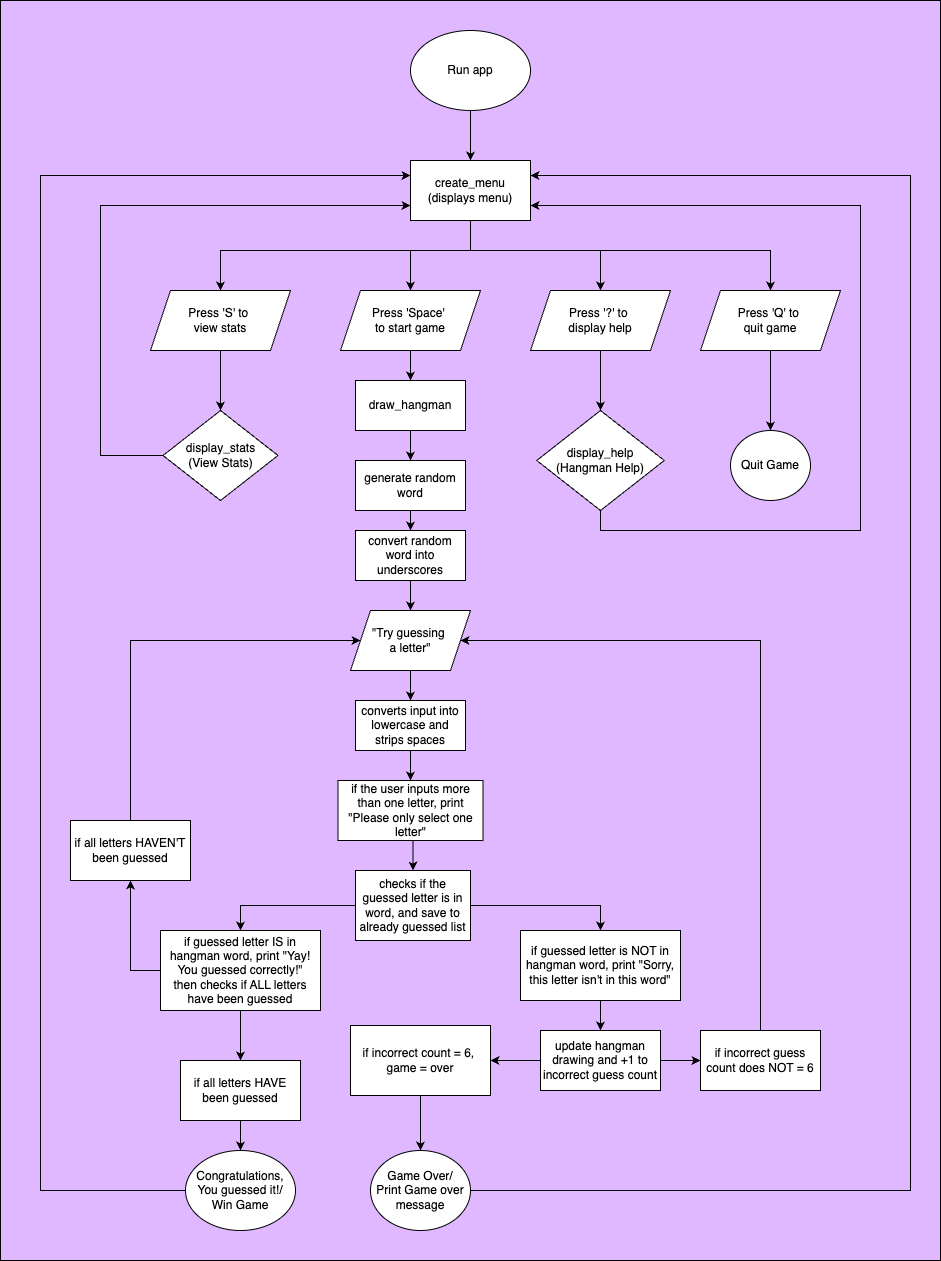 Run app
create_menu
(displays menu)
Press 'S' to
view stats
Press 'Space'
to start game
Press '?' to
display help
Press 'Q' to
quit game
draw_hangman
display_stats
(View Stats)
display_help
(Hangman Help)
Quit Game
generate random
word
convert random
word into
underscores
"Try guessing
a letter"
converts input into
lowercase and
strips spaces
if the user inputs more
than one letter, print
"Please only select one
letter"
if all letters HAVEN'T
been guessed
checks if the
guessed letter is in
word, and save to
already guessed list
if guessed letter IS in
hangman word, print "Yay!
You guessed correctly!"
then checks if ALL letters
have been guessed
if guessed letter is NOT in
hangman word, print "Sorry,
this letter isn't in this word"
if incorrect count = 6,
game = over
update hangman
drawing and +1 to
incorrect guess count
if incorrect guess
count does NOT = 6
if all letters HAVE
been guessed
Congratulations,
You guessed it!/
Win Game
Game Over/
Print Game over
message